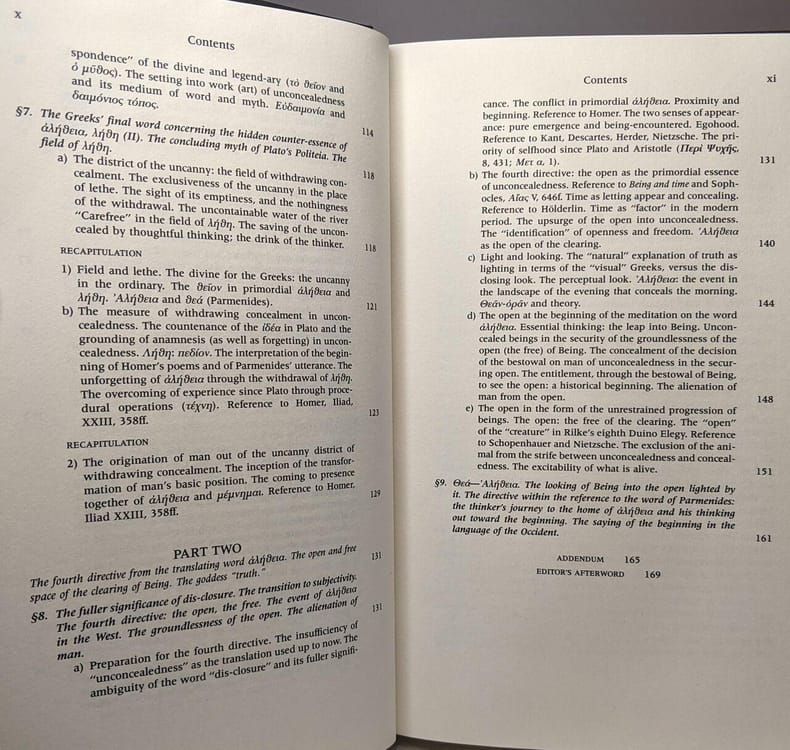 x
Contents
spondence” of the divine and legend-ary (τὸ θεῖον and
ὁ μῦθος). The setting into work (art) of unconcealedness
and its medium of word and myth. Εὐδαιμονία and
δαιμόνιος τόπος.
114
§7. The Greeks’ final word concerning the hidden counter-essence of
ἀλήθεια, λήθη (II). The concluding myth of Plato’s Politeia. The
field of λήθη.
118
a) The district of the uncanny: the field of withdrawing con-
cealment. The exclusiveness of the uncanny in the place
of lethe. The sight of its emptiness, and the nothingness
of the withdrawal. The uncontainable water of the river
“Carefree” in the field of λήθη. The saving of the uncon-
cealed by thoughtful thinking; the drink of the thinker.
118
RECAPITULATION
1) Field and lethe. The divine for the Greeks: the uncanny
in the ordinary. The θεῖον in primordial ἀλήθεια and
λήθη. Ἀλήθεια and θεά (Parmenides).
121
b) The measure of withdrawing concealment in uncon-
cealedness. The countenance of the ἰδέα in Plato and the
grounding of anamnesis (as well as forgetting) in uncon-
cealedness. Λήθη: πεδίον. The interpretation of the begin-
ning of Homer’s poems and of Parmenides’ utterance. The
unforgetting of ἀλήθεια through the withdrawal of λήθη.
The overcoming of experience since Plato through proce-
dural operations (τέχνη). Reference to Homer, Iliad,
XXIII, 358ff.
123
RECAPITULATION
2) The origination of man out of the uncanny district of
withdrawing concealment. The inception of the transfor-
mation of man’s basic position. The coming to presence
together of ἀλήθεια and μέμνημαι. Reference to Homer,
Iliad XXIII, 358ff.
129
PART TWO
The fourth directive from the translating word ἀλήθεια. The open and free
space of the clearing of Being. The goddess “truth.”
131
§8. The fuller significance of dis-closure. The transition to subjectivity.
The fourth directive: the open, the free. The event of ἀλήθεια
in the West. The groundlessness of the open. The alienation of
man.
131
a) Preparation for the fourth directive. The insufficiency of
“unconcealedness” as the translation used up to now. The
ambiguity of the word “dis-closure” and its fuller signifi-
Contents
xi
cance. The conflict in primordial ἀλήθεια. Proximity and
beginning. Reference to Homer. The two senses of appear-
ance: pure emergence and being-encountered. Egohood.
Reference to Kant, Descartes, Herder, Nietzsche. The pri-
ority of selfhood since Plato and Aristotle (Περὶ Ψυχῆς,
8, 431; Μετ α, 1).
131
b) The fourth directive: the open as the primordial essence
of unconcealedness. Reference to Being and time and Soph-
ocles, Αἴας V, 646f. Time as letting appear and concealing.
Reference to Hölderlin. Time as “factor” in the modern
period. The upsurge of the open into unconcealedness.
The “identification” of openness and freedom. Ἀλήθεια
as the open of the clearing.
140
c) Light and looking. The “natural” explanation of truth as
lighting in terms of the “visual” Greeks, versus the dis-
closing look. The perceptual look. Ἀλήθεια: the event in
the landscape of the evening that conceals the morning.
Θεᾶν-ὁρᾶν and theory.
144
d) The open at the beginning of the meditation on the word
ἀλήθεια. Essential thinking: the leap into Being. Uncon-
cealed beings in the security of the groundlessness of the
open (the free) of Being. The concealment of the decision
of the bestowal on man of unconcealedness in the secur-
ing open. The entitlement, through the bestowal of Being,
to see the open: a historical beginning. The alienation of
man from the open.
148
e) The open in the form of the unrestrained progression of
beings. The open: the free of the clearing. The “open”
of the “creature” in Rilke’s eighth Duino Elegy. Reference
to Schopenhauer and Nietzsche. The exclusion of the ani-
mal from the strife between unconcealedness and conceal-
edness. The excitability of what is alive.
151
§9. Θεά—Ἀλήθεια. The looking of Being into the open lighted by
it. The directive within the reference to the word of Parmenides:
the thinker’s journey to the home of ἀλήθεια and his thinking
out toward the beginning. The saying of the beginning in the
language of the Occident.
161
ADDENDUM 165
EDITOR’S AFTERWORD 169